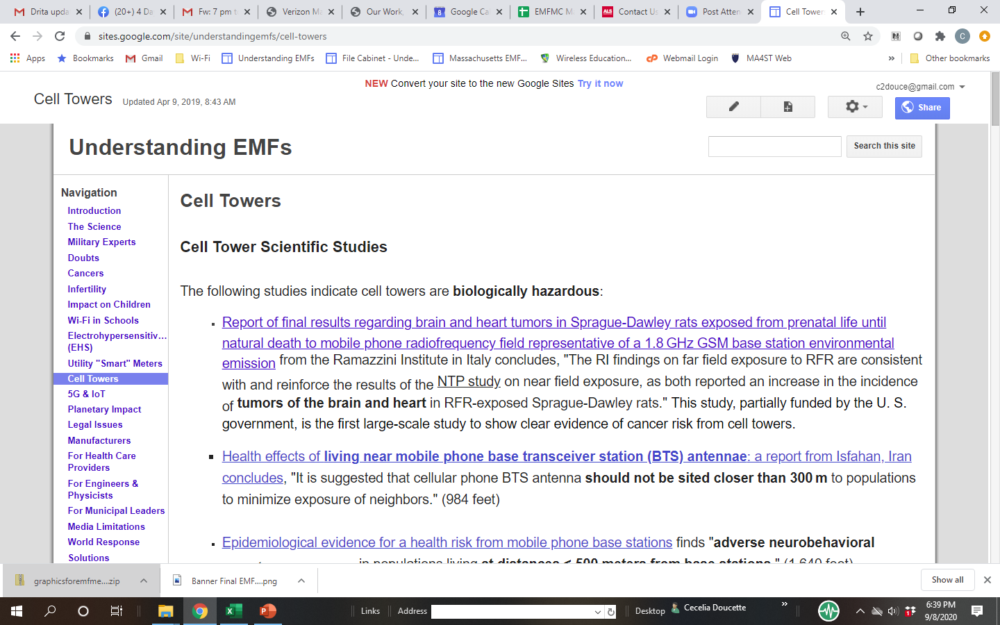 Drita upda
(20+) 4 Da
Fw: 7 pm t
Verizon Ma
Our Work,
Google Ca
EMFMC M
Contact Us
Post Atten
Cell Tower
sites.google.com/site/understandingemfs/cell-towers
Apps Bookmarks Gmail Wi-Fi Understanding EMFs File Cabinet - Unde... Massachusetts EMF... Wireless Education... Webmail Login MA4ST Web » Other bookmarks
NEW Convert your site to the new Google Sites Try it now
c2douce@gmail.com
Cell Towers Updated Apr 9, 2019, 8:43 AM
Share
Understanding EMFs
Search this site
Navigation
Introduction
The Science
Military Experts
Doubts
Cancers
Infertility
Impact on Children
Wi-Fi in Schools
Electrohypersensitiv...
(EHS)
Utility "Smart" Meters
Cell Towers
5G & IoT
Planetary Impact
Legal Issues
Manufacturers
For Health Care
Providers
For Engineers &
Physicists
For Municipal Leaders
Media Limitations
World Response
Solutions
Cell Towers
Cell Tower Scientific Studies
The following studies indicate cell towers are biologically hazardous:
Report of final results regarding brain and heart tumors in Sprague-Dawley rats exposed from prenatal life until
natural death to mobile phone radiofrequency field representative of a 1.8 GHz GSM base station environmental
emission from the Ramazzini Institute in Italy concludes, "The RI findings on far field exposure to RFR are consistent
with and reinforce the results of the NTP study on near field exposure, as both reported an increase in the incidence
of tumors of the brain and heart in RFR-exposed Sprague-Dawley rats." This study, partially funded by the U. S.
government, is the first large-scale study to show clear evidence of cancer risk from cell towers.
Health effects of living near mobile phone base transceiver station (BTS) antennae: a report from Isfahan, Iran
concludes, "It is suggested that cellular phone BTS antenna should not be sited closer than 300 m to populations
to minimize exposure of neighbors." (984 feet)
Epidemiological evidence for a health risk from mobile phone base stations finds "adverse neurobehavioral
in populations living at distances < 500 meters from base stations." (1,640 feet)
graphicsforemfme....zip
Banner Final EMF....png
Show all
Links Address Desktop Cecelia Doucette »
6:39 PM
9/8/2020